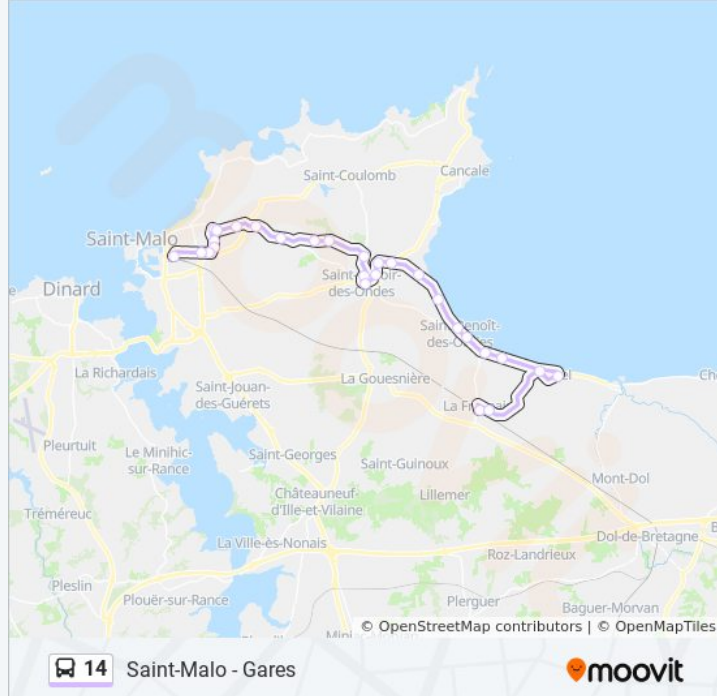 Saint-Coulomb
Cancale
Saint-Malo
Dinard
des-Ondes
La Richardais
des-Ondes
La Gouesnière
Saint-Jouan-
des-Guérets
Pleurtuit
Le Minihic-
sur-Rance
Saint-Georges
Saint-Guinoux
Mont-Dol
Châteauneuf-
d'Ille-et-Vilaine
Lillemer
Tréméreuc
La Ville-ès-Nonais
Dol-de-Bretagne
Roz-Landrieux
Pleslin
Plouër-sur-Rance
Plerguer
Baguer-Morvan
© OpenStreetMap contributors | © OpenMapTiles
14 Saint-Malo - Gares
moovit